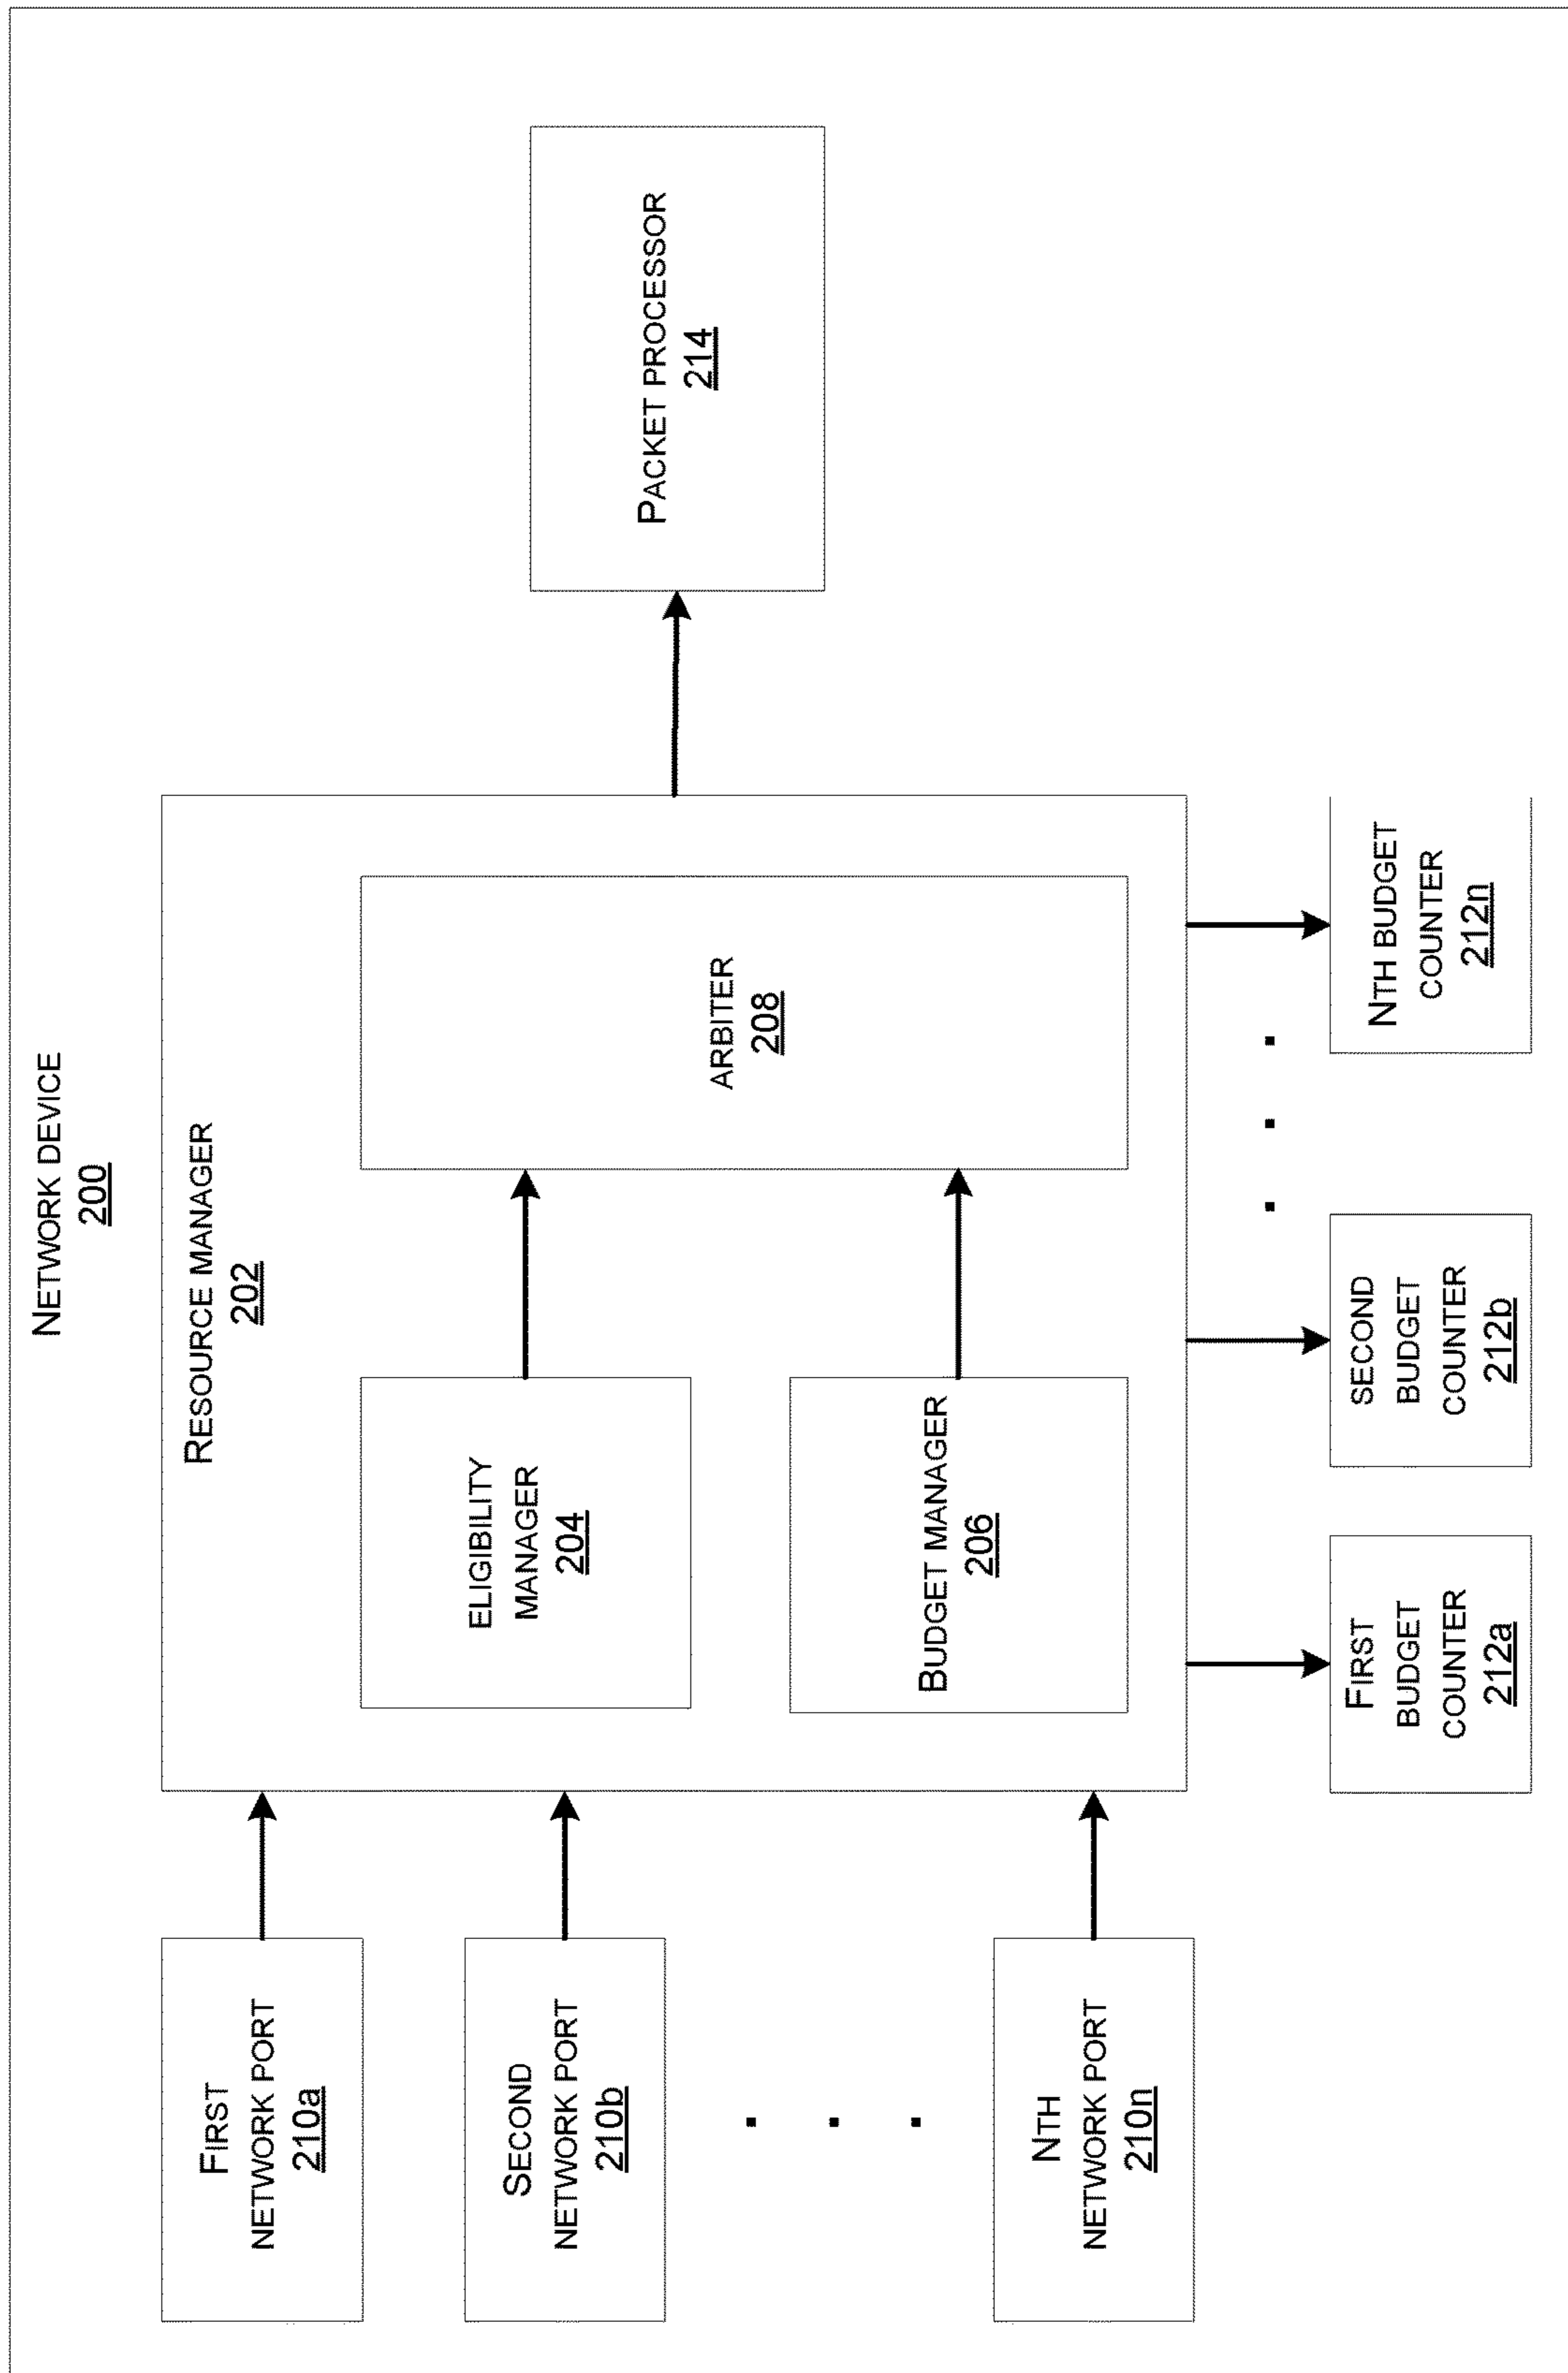 NETWORK DEVICE
200
RESOURCE MANAGER
202
FIRST
NETWORK PORT
210a
SECOND
NETWORK PORT
210b
. . .
NTH
NETWORK PORT
210n
ELIGIBILITY
MANAGER
204
BUDGET MANAGER
206
ARBITER
208
PACKET PROCESSOR
214
FIRST
BUDGET
COUNTER
212a
SECOND
BUDGET
COUNTER
212b
. . .
NTH BUDGET
COUNTER
212n